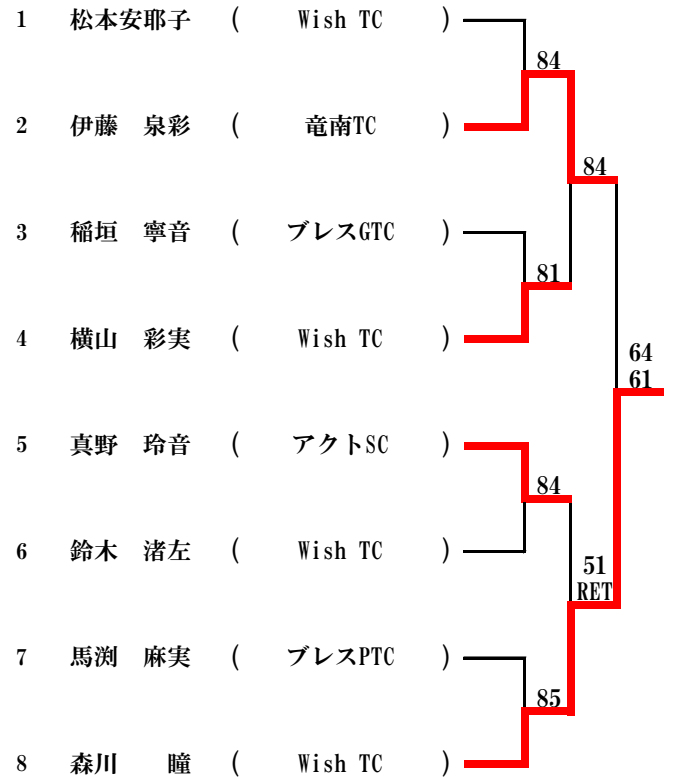 1 松本安耶子 ( Wish TC )
84
2 伊藤 泉彩 ( 竜南TC )
84
3 稲垣 寧音 ( ブレスGTC )
81
4 横山 彩実 ( Wish TC )
64
61
5 真野 玲音 ( アクトSC )
84
6 鈴木 渚左 ( Wish TC )
51
RET
7 馬渕 麻実 ( ブレスPTC )
85
8 森川 瞳 ( Wish TC )